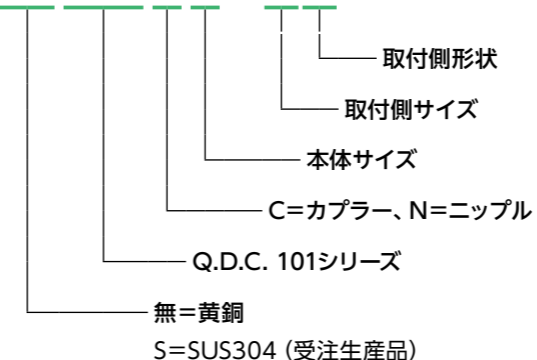 取付側形状
取付側サイズ
本体サイズ
C=カプラー、N=ニップル
Q.D.C. 101シリーズ
無=黄銅
S=SUS304（受注生産品）